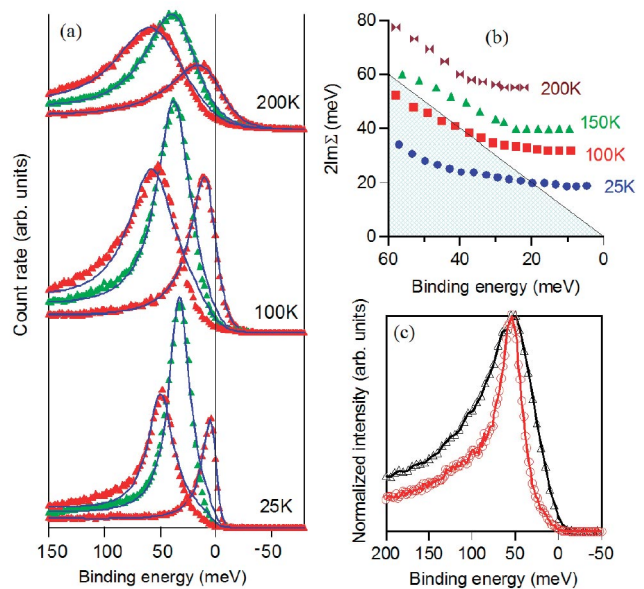 (a)
Count rate (arb. units)
200K
100K
25K
150 100 50 0 -50
Binding energy (meV)
(b)
2ImΣ (meV)
80
60
40
20
0
200K
150K
100K
25K
60 40 20 0
Binding energy (meV)
(c)
Normalized intensity (arb. units)
200 150 100 50 0 -50
Binding energy (meV)